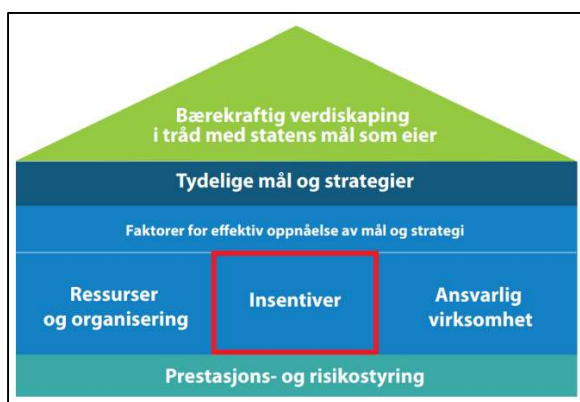 Bærekraftig verdiskaping
i tråd med statens mål som eier
Tydelige mål og strategier
Faktorer for effektiv oppnåelse av mål og strategi
Ressurser
og organisering
Insentiver
Ansvarlig
virksomhet
Prestasjons- og risikostyring